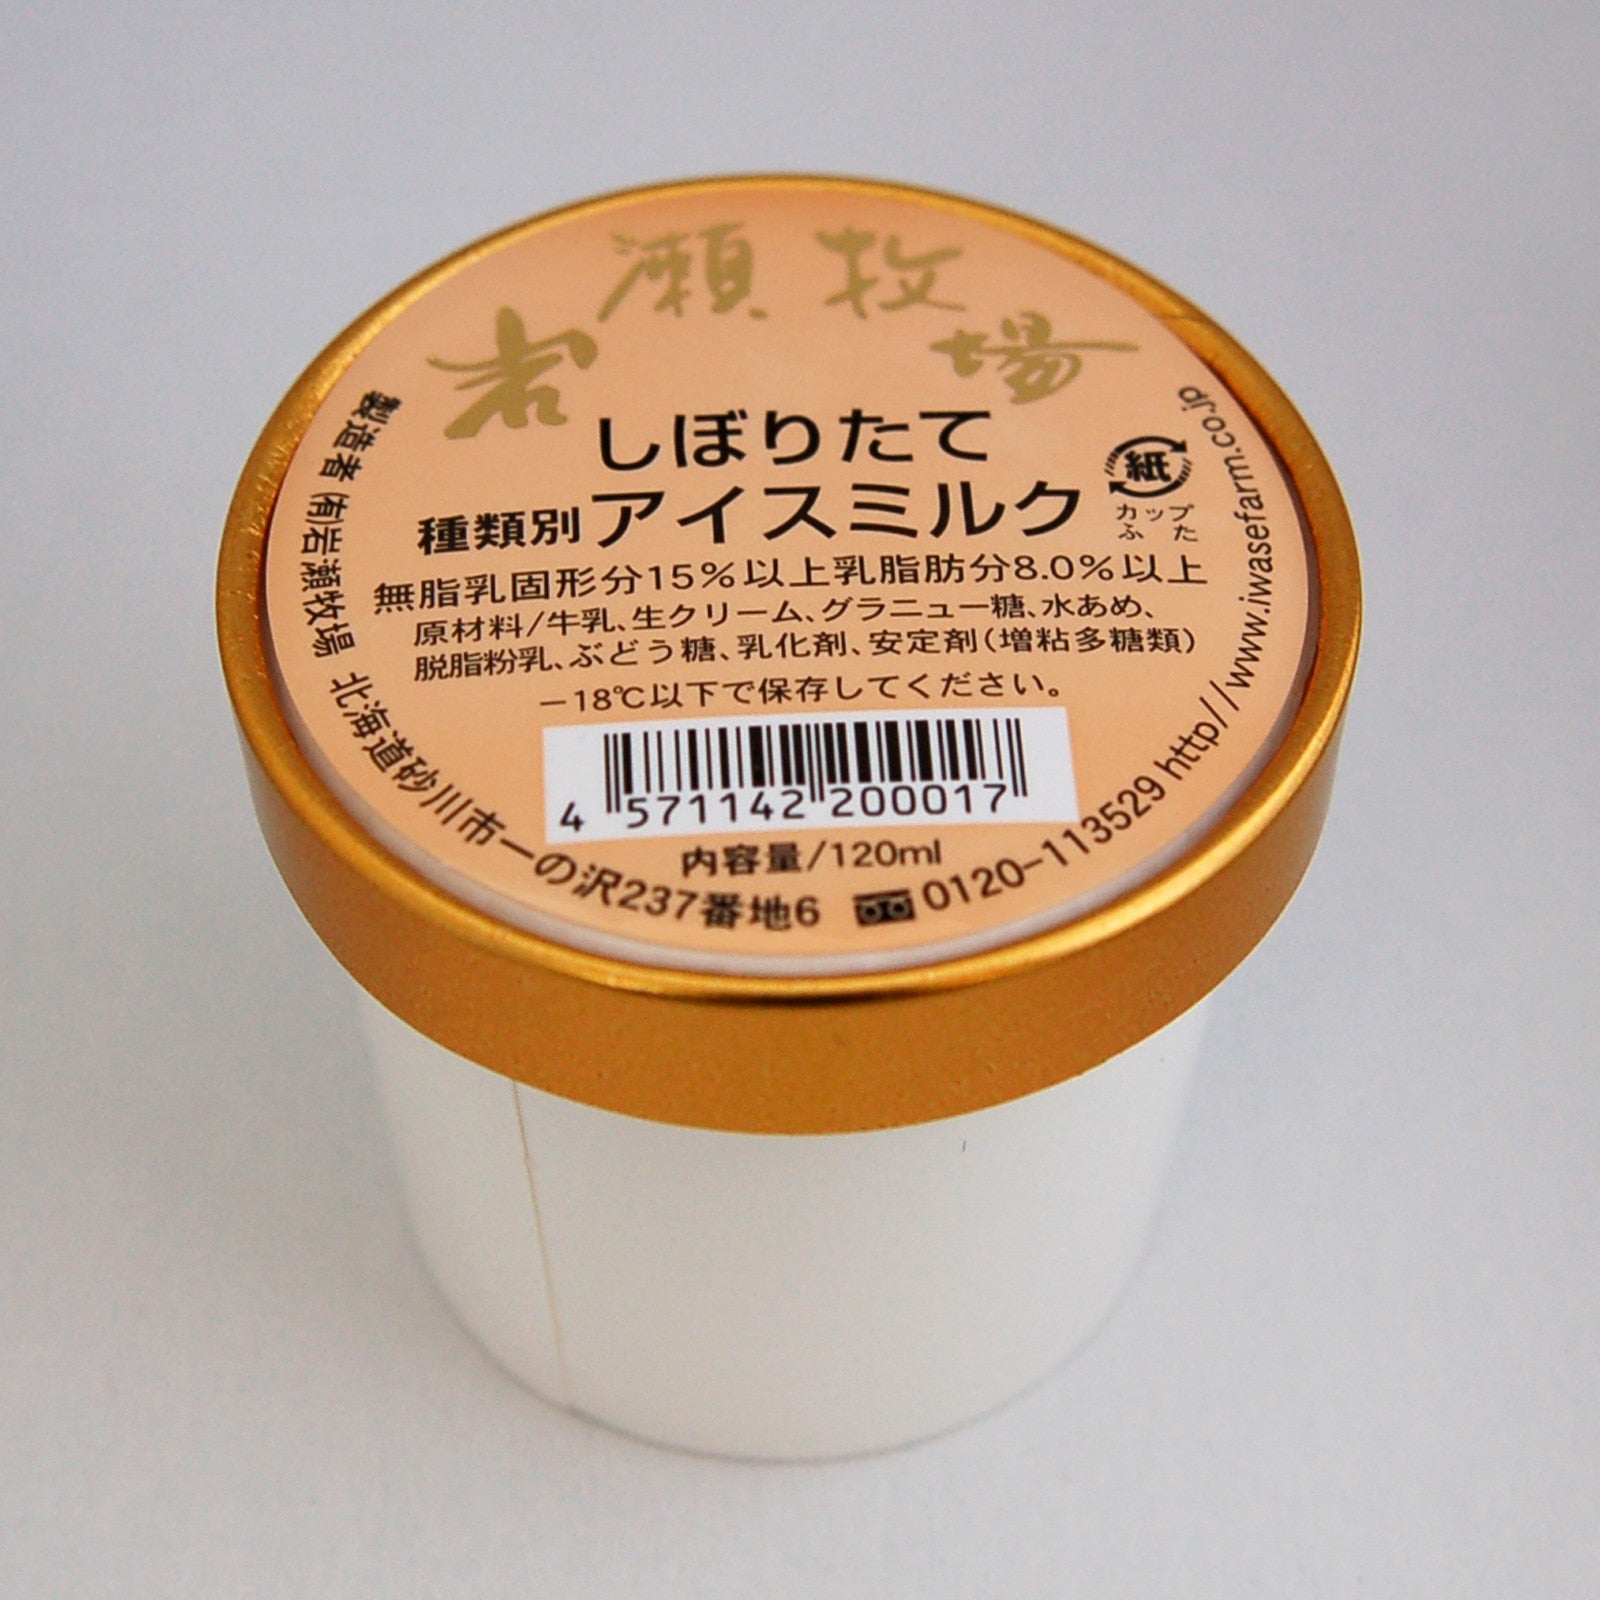 岩瀬牧場
しぼりたて
種類別アイスミルク
紙
カップ
ふた
無脂乳固形分15%以上乳脂肪分8.0%以上
原材料/牛乳、生クリーム、グラニュー糖、水あめ、
脱脂粉乳、ぶどう糖、乳化剤、安定剤(増粘多糖類)
-18℃以下で保存してください。
4 571142 200017
内容量/120ml
製造者 (有)岩瀬牧場 北海道砂川市一の沢237番地6 0120-113529 http//www.iwasefarm.co.jp